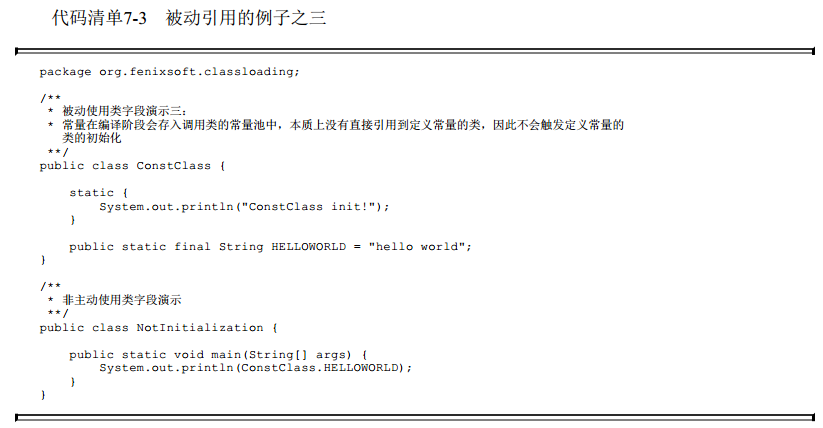 代码清单7-3 被动引用的例子之三
package org.fenixsoft.classloading;
/**
* 被动使用类字段演示三：
* 常量在编译阶段会存入调用类的常量池中，本质上没有直接引用到定义常量的类，因此不会触发定义常量的
类的初始化
**/
public class ConstClass {
static {
System.out.println("ConstClass init!");
}
public static final String HELLOWORLD = "hello world";
}
/**
* 非主动使用类字段演示
**/
public class NotInitialization {
public static void main(String[] args) {
System.out.println(ConstClass.HELLOWORLD);
}
}